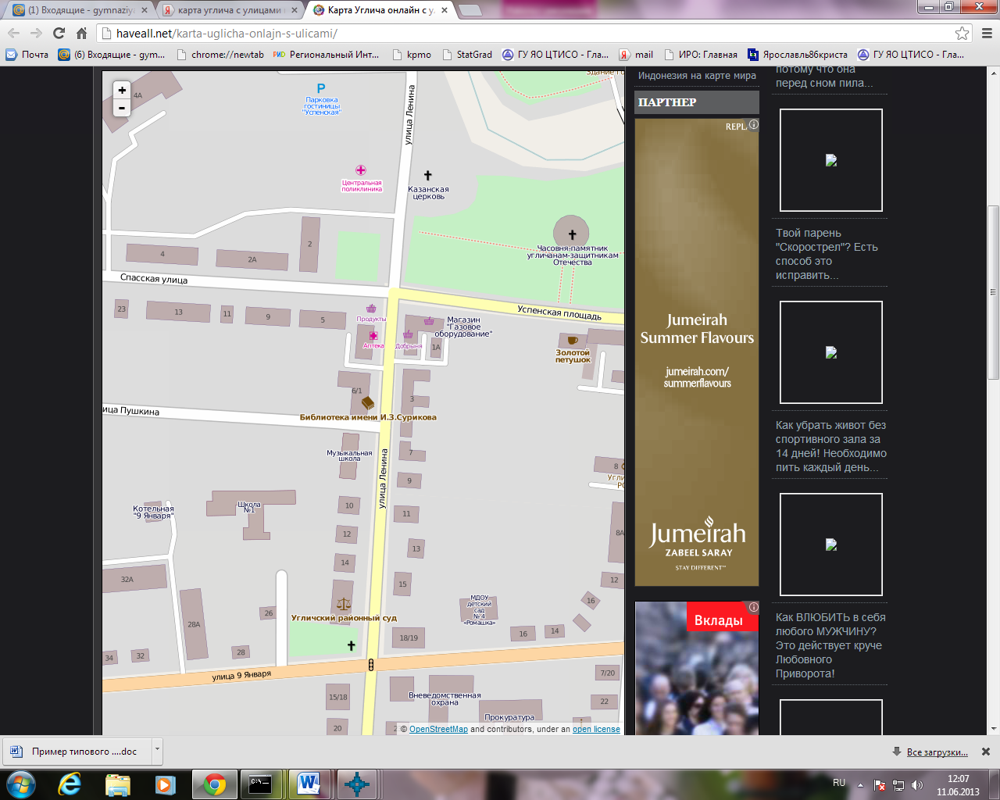 (1) Входящие - gymnaziya
карта углича с улицами
Карта Углича онлайн с у
haveall.net/karta-uglicha-onlajn-s-ulicami/
Почта
(6) Входящие - gym...
chrome://newtab
РИD Региональный Инт...
kpmo
StatGrad
ГУ ЯО ЦТИСО - Гла...
mail
ИРО: Главная
Ярославль86криста
ГУ ЯО ЦТИСО - Гла...
+
-
4А
P
Парковка
гостиницы
"Успенская"
улица Ленина
Центральная
поликлиника
Казанская
церковь
Часовня-памятник
угличанам-защитникам
Отечества
4
2А
2
Спасская улица
Успенская площадь
23
13
11
9
5
Продукты
Аптека
Добрыня
Магазин
"Газовое
оборудование"
1А
Золотой
петушок
6/1
3
Библиотека имени И.З.Сурикова
ица Пушкина
Музыкальная
школа
7
9
8
улица Ленина
Котельная
"9 Января"
Школа
№1
10
11
12
13
8А
14
15
12
32А
28А
26
Угличский районный суд
МДОУ
детский
сад
№4
«Ромашка»
16
18/19
16
14
34
32
28
улица 9 Января
15/18
20
Вневедомственная
охрана
Прокуратура
7/20
22
© OpenStreetMap and contributors, under an open license
Индонезия на карте мира
ПАРТНЕР
REPL
Jumeirah
Summer Flavours
jumeirah.com/
summerflavours
Jumeirah
ZABEEL SARAY
STAY DIFFERENT™
Вклады
потому что она
перед сном пила...
Твой парень
"Скорострел"? Есть
способ это
исправить...
Как убрать живот без
спортивного зала за
14 дней! Необходимо
пить каждый день...
Как ВЛЮБИТЬ в себя
любого МУЖЧИНУ?
Это действует круче
Любовного
Приворота!
Пример типового ....doc
Все загрузки...
RU
12:07
11.06.2013